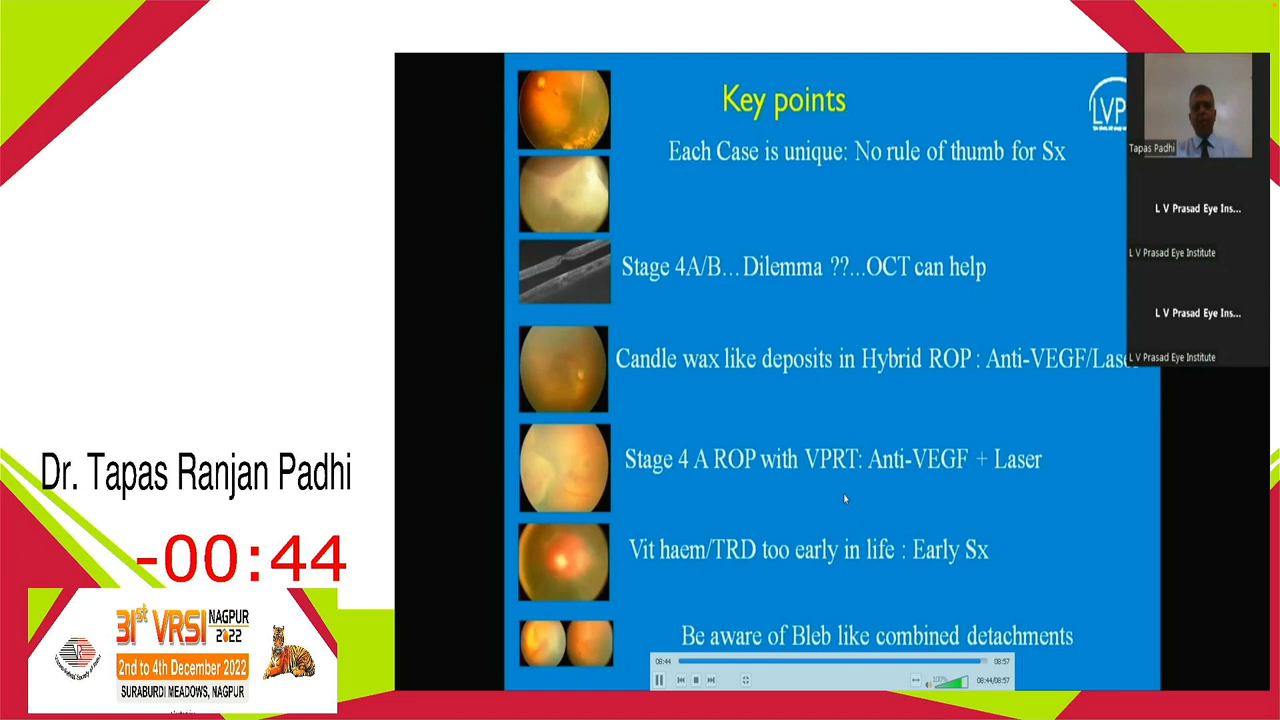 Key points
LVP
Each Case is unique: No rule of thumb for Sx
Stage 4A/B... Dilemma ??...OCT can help
Candle wax like deposits in Hybrid ROP : Anti-VEGF/Laser
Stage 4 A ROP with VPRT: Anti-VEGF + Laser
Vit haem/TRD too early in life : Early Sx
Be aware of Bleb like combined detachments
08:44
08:57
100%
08:44/08:57
Tapas Padhi
L V Prasad Eye Ins...
L V Prasad Eye Institute
L V Prasad Eye Ins...
L V Prasad Eye Institute
Dr. Tapas Ranjan Padhi
-00:44
31st VRSI NAGPUR 2022
2nd to 4th December 2022
SURABURDI MEADOWS, NAGPUR